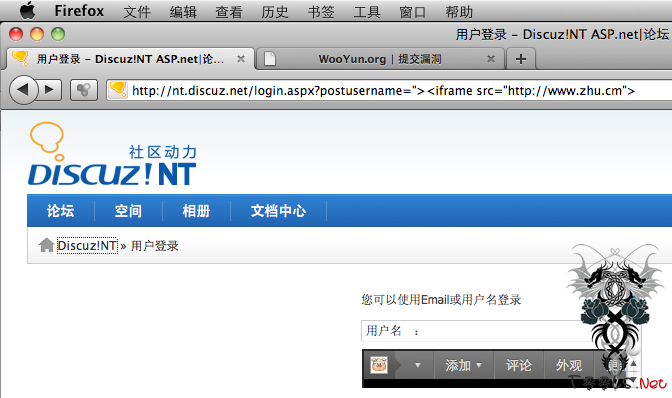 Firefox 文件 编辑 查看 历史 书签 工具 窗口 帮助
用户登录 – Discuz!NT ASP.net|论坛
用户登录 – Discuz!NT ASP.net|论...
WooYun.org | 提交漏洞
http://nt.discuz.net/login.aspx?postusername="><iframe src="http://www.zhu.cm">
社区动力
DISCUZ!NT
论坛 空间 相册 文档中心
Discuz!NT » 用户登录
您可以使用Email或用户名登录
用户名 ：
添加 评论 外观
.Net